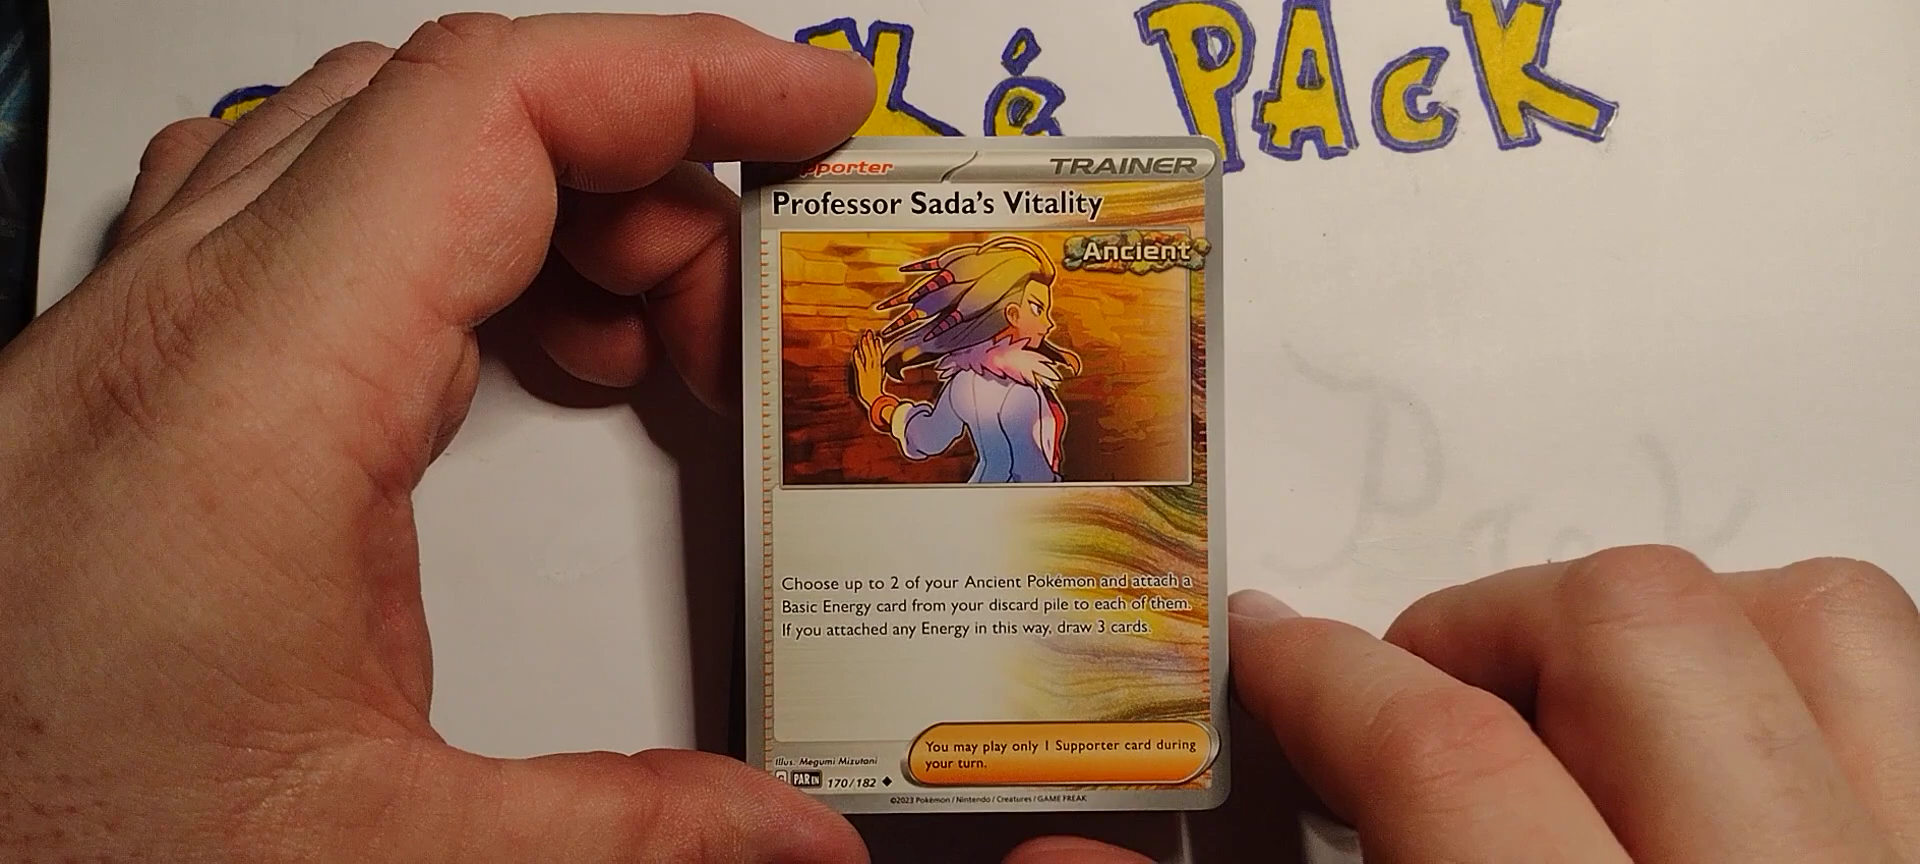 Ké PAcK
pporter TRAINER
Professor Sada's Vitality
Ancient
Choose up to 2 of your Ancient Pokémon and attach a
Basic Energy card from your discard pile to each of them.
If you attached any Energy in this way, draw 3 cards.
You may play only 1 Supporter card during
your turn.
Illus. Megumi Mizutani
PAR EN 170/182
©2023 Pokémon / Nintendo / Creatures / GAME FREAK